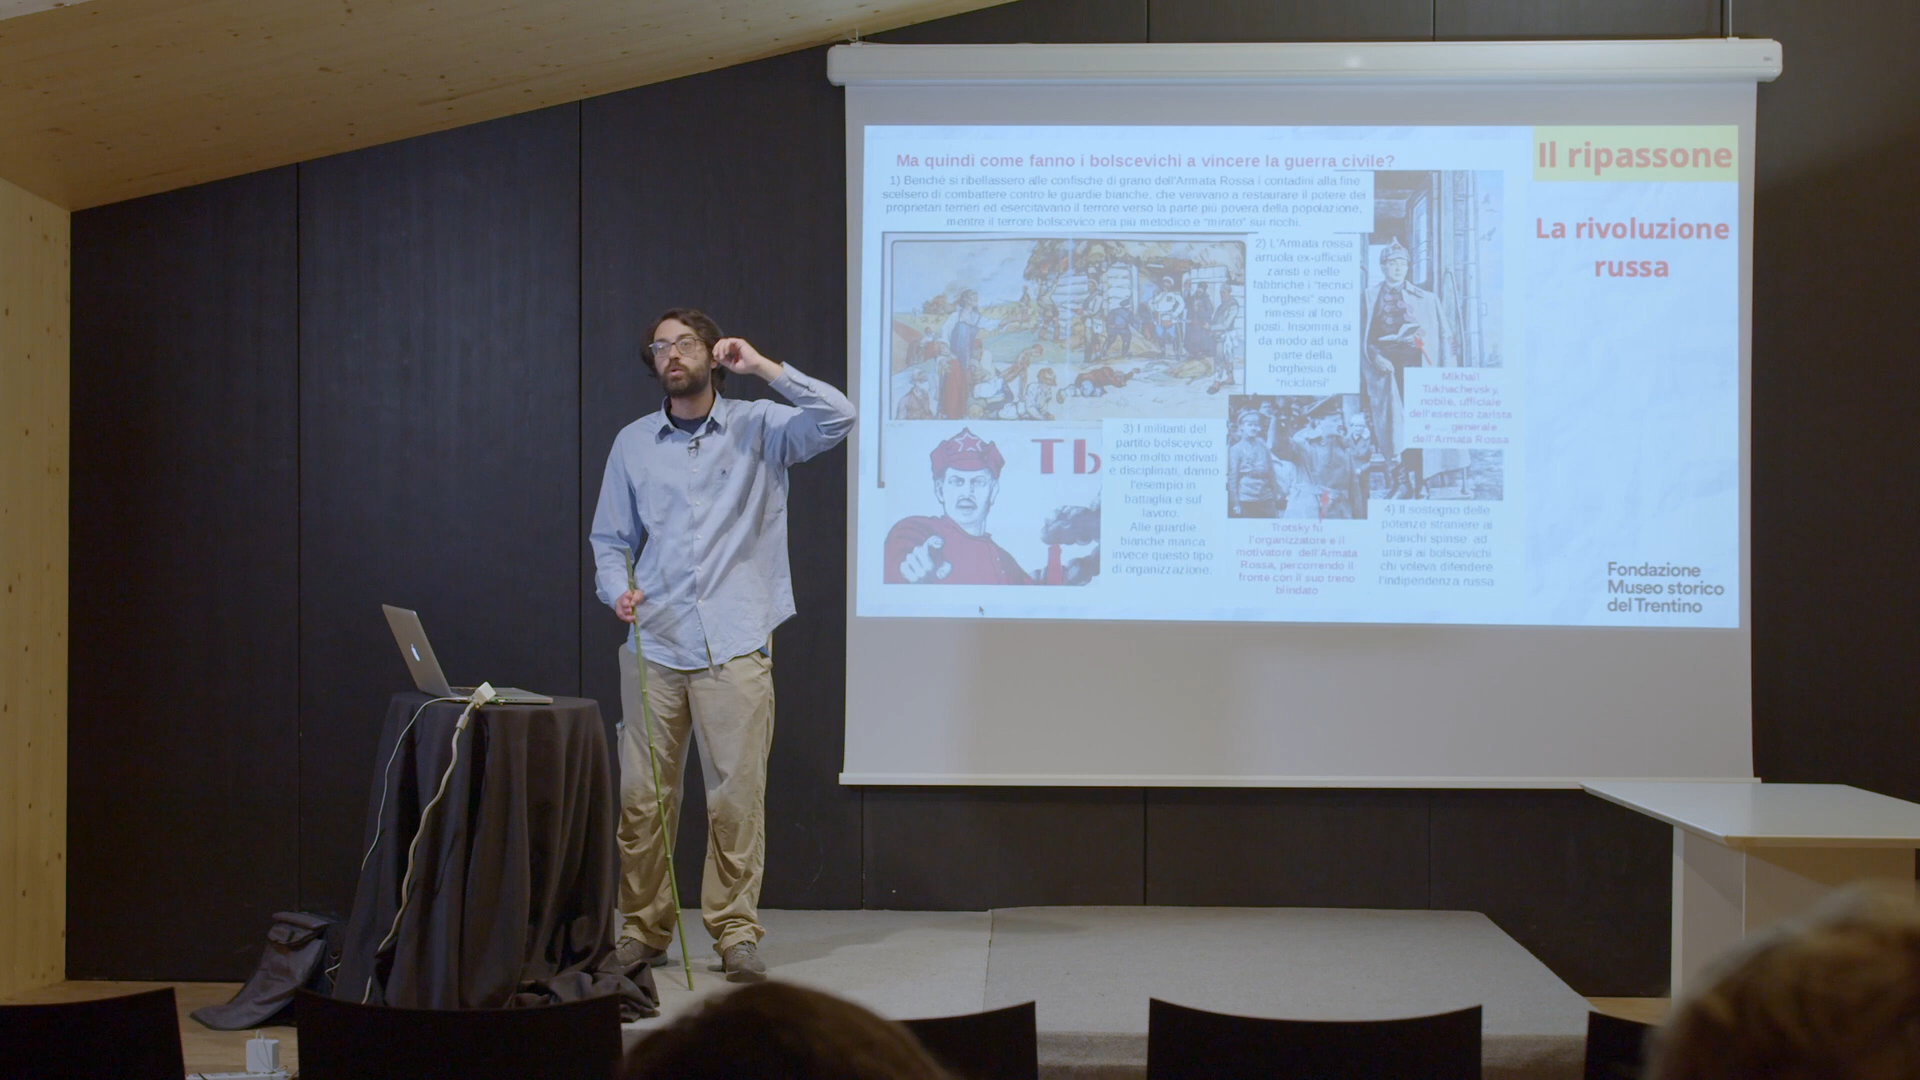 Ma quindi come fanno i bolscevichi a vincere la guerra civile?
1) Benché si ribellassero alle confische di grano dell'Armata Rossa i contadini alla fine
scelsero di combattere contro le guardie bianche, che venivano a restaurare il potere dei
proprietari terrieri ed esercitavano il terrore verso la parte più povera della popolazione,
mentre il terrore bolscevico era più metodico e "mirato" sui ricchi.
2) L'Armata rossa
arruola ex-ufficiali
zaristi e nelle
fabbriche i "tecnici
borghesi" sono
rimessi al loro
posti. Insomma si
da modo ad una
parte della
borghesia di
"riciclarsi"
Mikhail
Tukhachevsky,
nobile, ufficiale
dell'esercito zarista
e .... generale
dell'Armata Rossa
ТЬ
3) I militanti del
partito bolscevico
sono molto motivati
e disciplinati, danno
l'esempio in
battaglia e sul
lavoro.
Alle guardie
bianche manca
invece questo tipo
di organizzazione.
Trotsky fu
l'organizzatore e il
motivatore dell'Armata
Rossa, percorrendo il
fronte con il suo treno
blindato
4) Il sostegno delle
potenze straniere ai
bianchi spinse ad
unirsi ai bolscevichi
chi voleva difendere
l'indipendenza russa
Il ripassone
La rivoluzione
russa
Fondazione
Museo storico
del Trentino